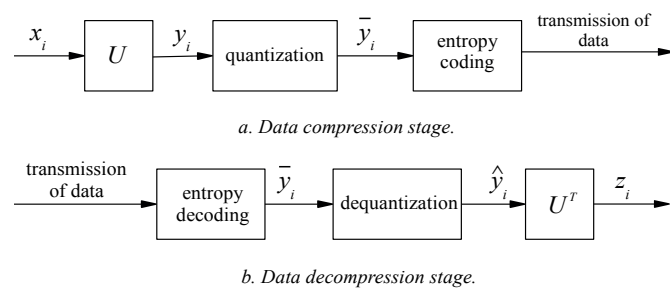 x_i
U
y_i
quantization
ȳ_i
entropy
coding
transmission of
data
a. Data compression stage.
transmission
of data
entropy
decoding
ȳ_i
dequantization
ŷ_i
U^T
z_i
b. Data decompression stage.